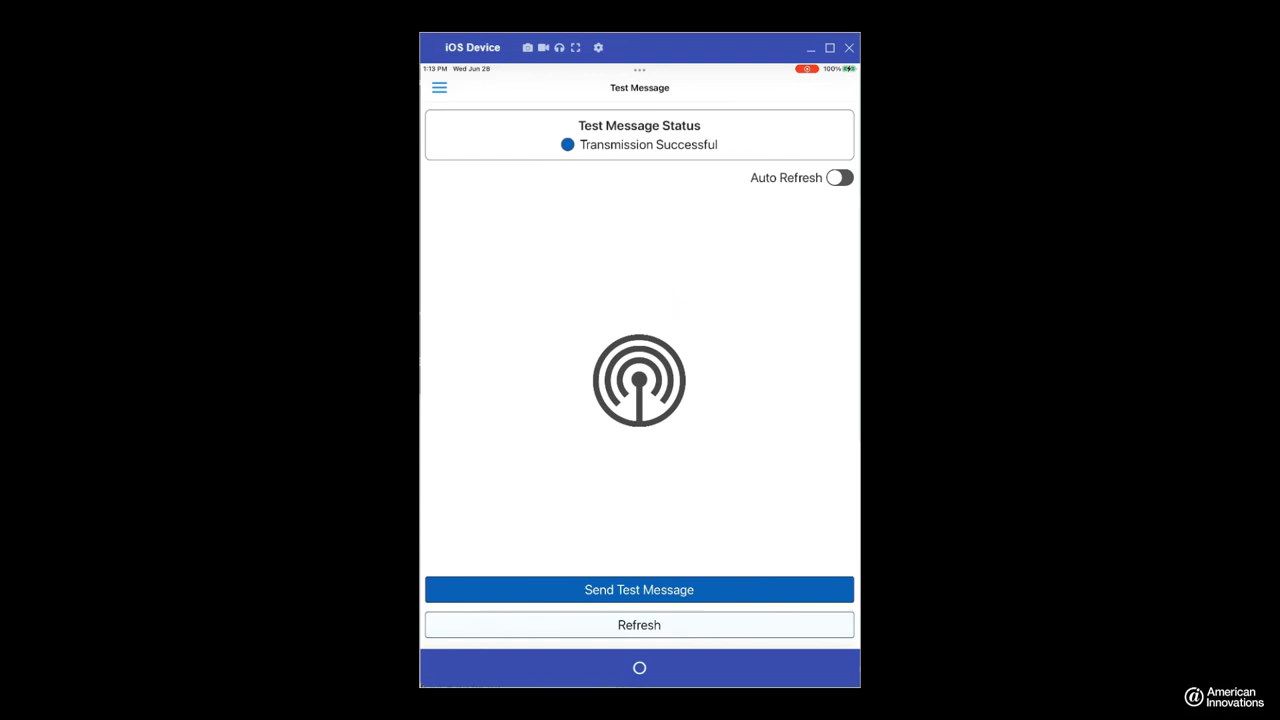 iOS Device
1:13 PM Wed Jun 28
100%
Test Message
Test Message Status
Transmission Successful
Auto Refresh
Send Test Message
Refresh
American
Innovations